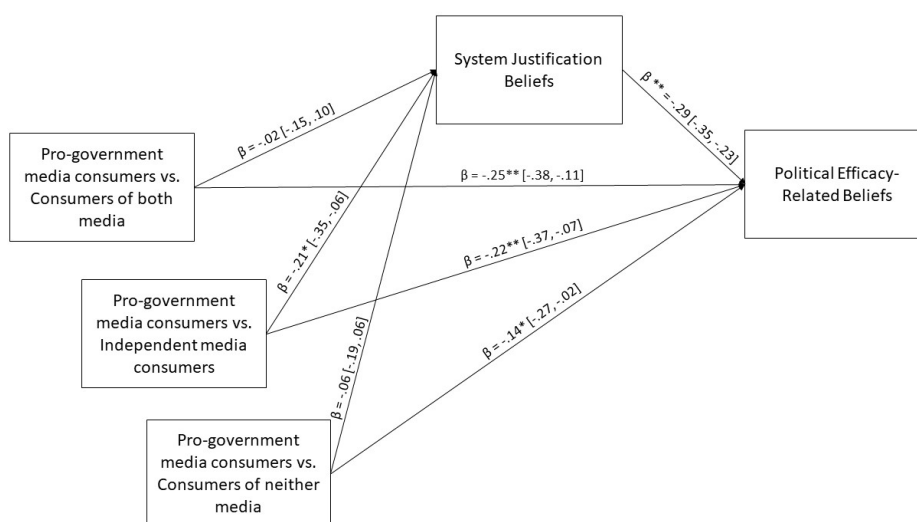 System Justification
Beliefs
β = -.02 [-.15, .10]
β ** = -.29 [-.35, -.23]
Pro-government
media consumers vs.
Consumers of both
media
β = -.25** [-.38, -.11]
Political Efficacy-
Related Beliefs
β = -.21* [-.35, -.06]
β = -.22** [-.37, -.07]
Pro-government
media consumers vs.
Independent media
consumers
β = -.06 [-.19, .06]
β = -.14* [-.27, -.02]
Pro-government
media consumers vs.
Consumers of neither
media